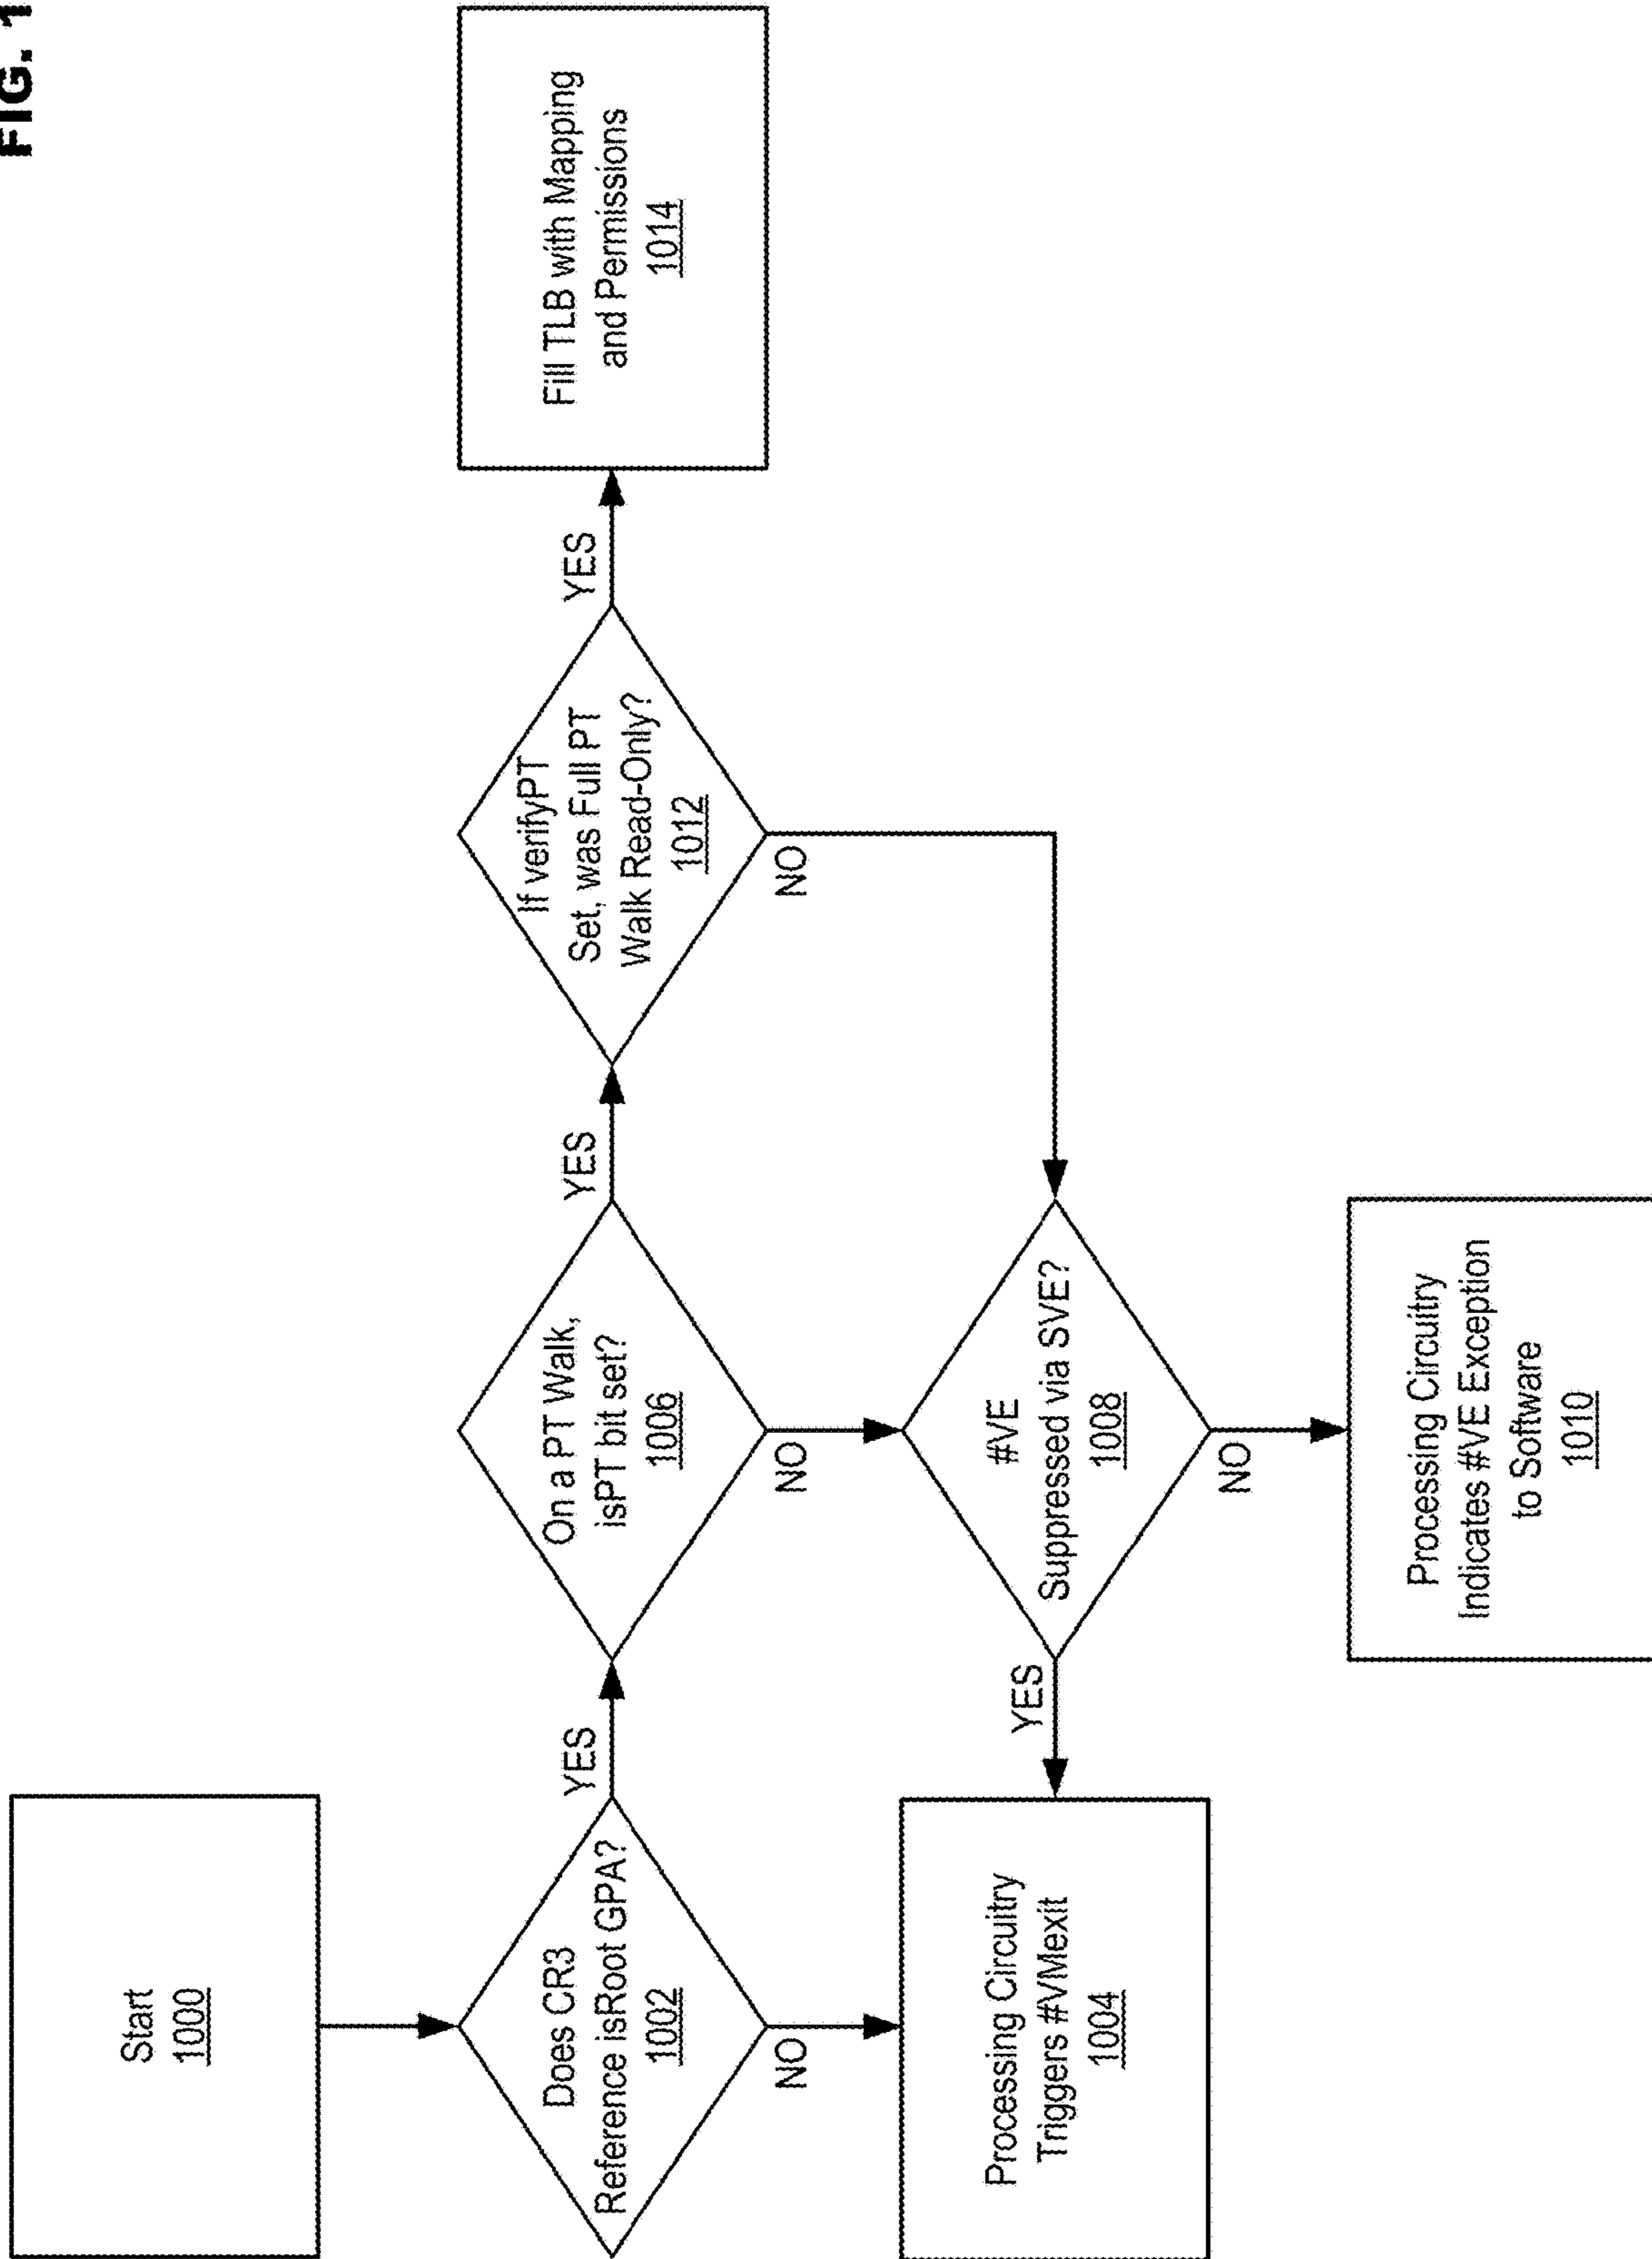 FIG. 1
Start
1000
Does CR3
Reference isRoot GPA?
1002
YES
NO
Processing Circuitry
Triggers #VMexit
1004
On a PT Walk,
isPT bit set?
1006
YES
NO
#VE
Suppressed via SVE?
1008
YES
NO
Processing Circuitry
Indicates #VE Exception
to Software
1010
If verifyPT
Set, was Full PT
Walk Read-Only?
1012
YES
NO
Fill TLB with Mapping
and Permissions
1014